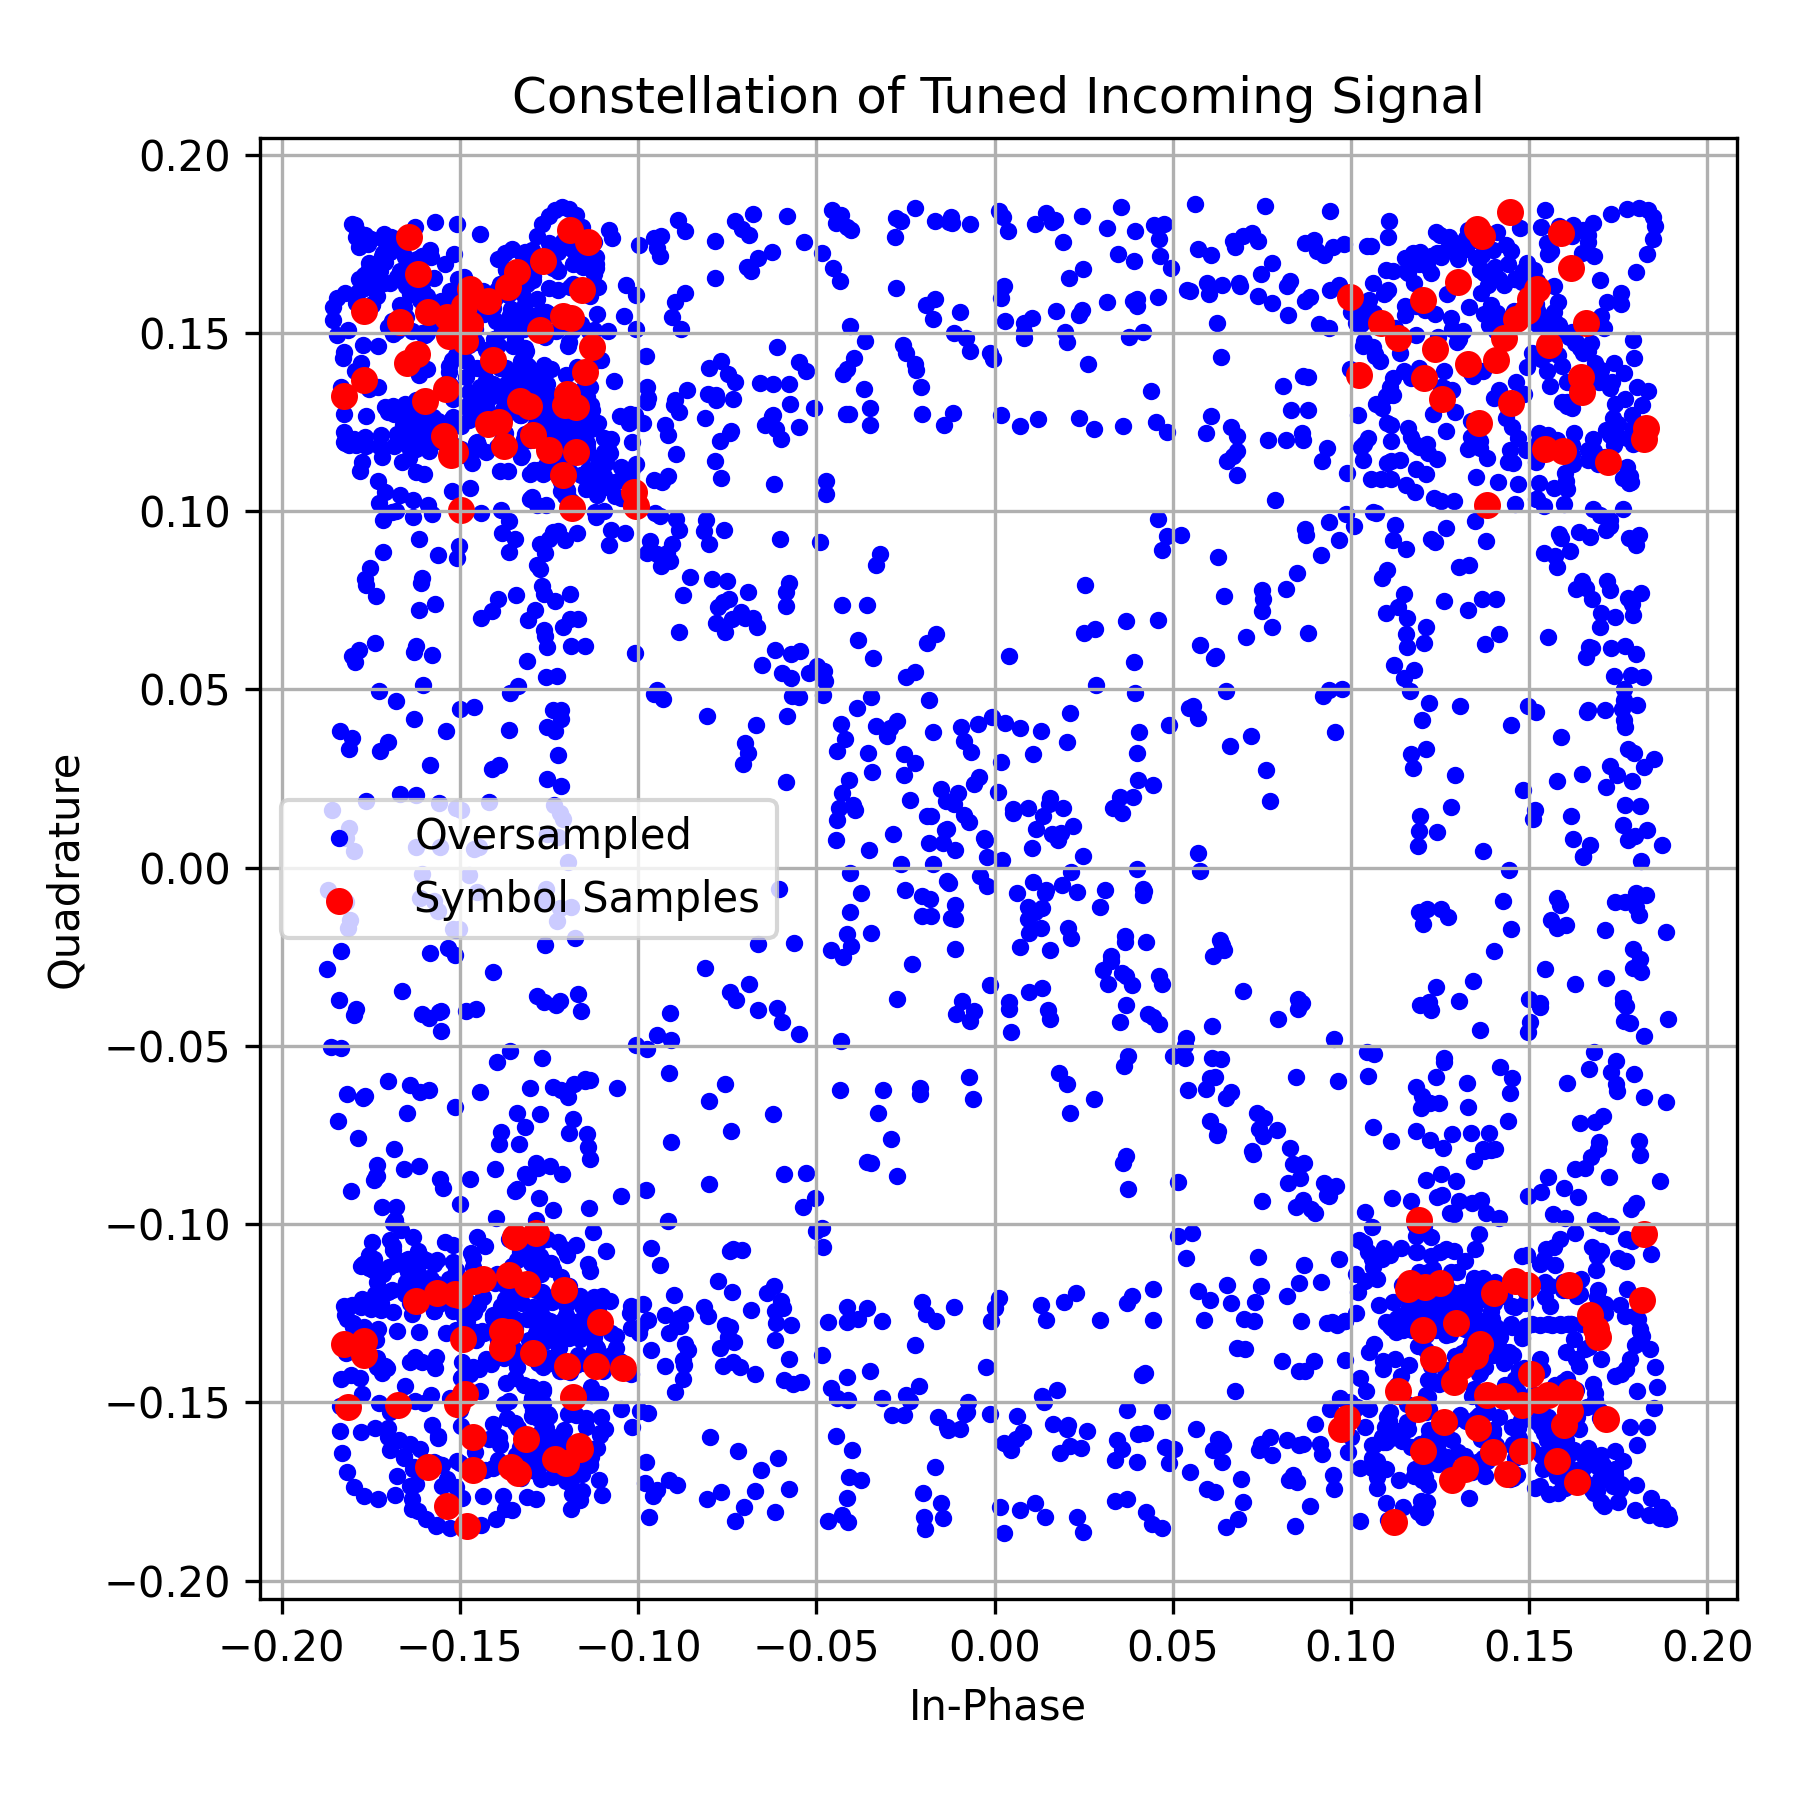 Constellation of Tuned Incoming Signal
0.20
0.15
0.10
0.05
0.00
−0.05
−0.10
−0.15
−0.20
Quadrature
Oversampled
Symbol Samples
−0.20 −0.15 −0.10 −0.05 0.00 0.05 0.10 0.15 0.20
In-Phase